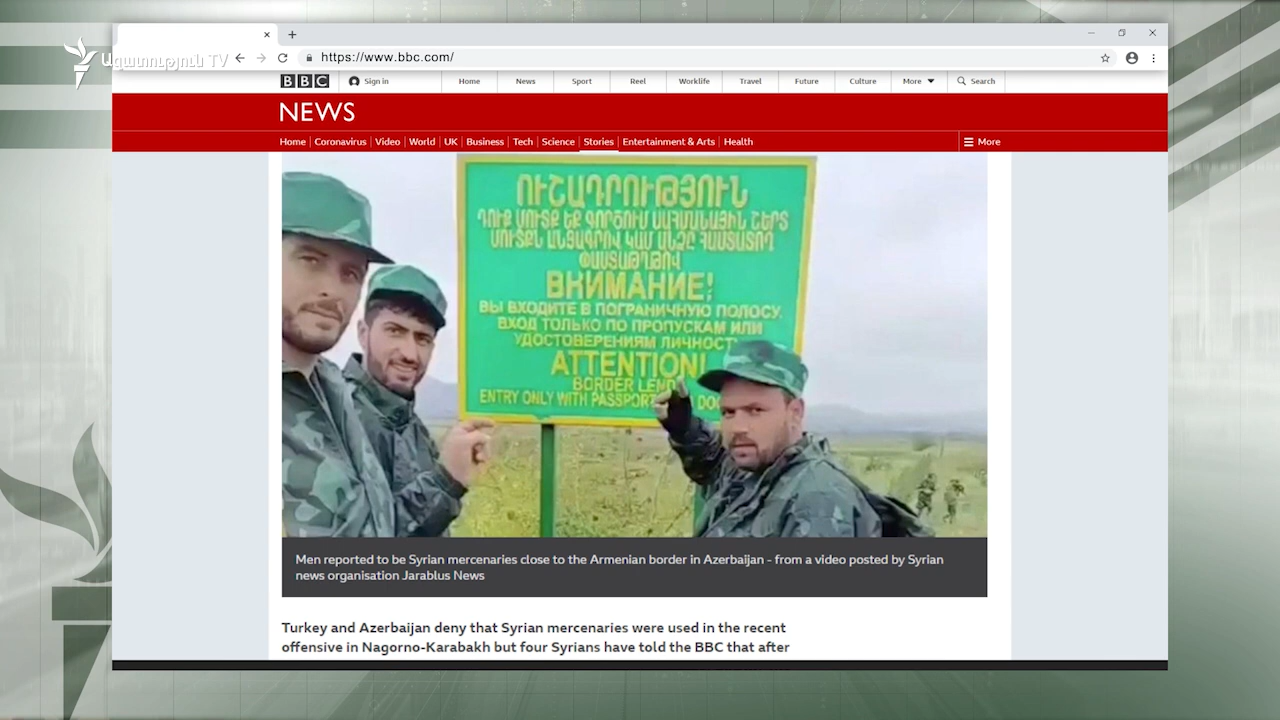 Ազատություն TV
https://www.bbc.com/
BBC
Sign in
Home
News
Sport
Reel
Worklife
Travel
Future
Culture
More
Search
NEWS
Home
Coronavirus
Video
World
UK
Business
Tech
Science
Stories
Entertainment & Arts
Health
More
ՈՒՇԱԴՐՈՒԹՅՈՒՆ
ԴՈՒՔ ՄՈՒՏՔ ԵՔ ԳՈՐԾՈՒՄ ՍԱՀՄԱՆԱՅԻՆ ՇԵՐՏ
ՄՈՒՏՔՆ ԱՆՑԱԳՐՈՎ ԿԱՄ ԱՆՁԸ ՀԱՍՏԱՏՈՂ
ՓԱՍՏԱԹՂԹՈՎ
ВНИМАНИЕ!
ВЫ ВХОДИТЕ В ПОГРАНИЧНУЮ ПОЛОСУ.
ВХОД ТОЛЬКО ПО ПРОПУСКАМ ИЛИ
УДОСТОВЕРЕНИЯМ ЛИЧНОСТ
ATTENTION!
BORDER LEND
ENTRY ONLY WITH PASSPORT DOC
Men reported to be Syrian mercenaries close to the Armenian border in Azerbaijan - from a video posted by Syrian
news organisation Jarablus News
Turkey and Azerbaijan deny that Syrian mercenaries were used in the recent
offensive in Nagorno-Karabakh but four Syrians have told the BBC that after